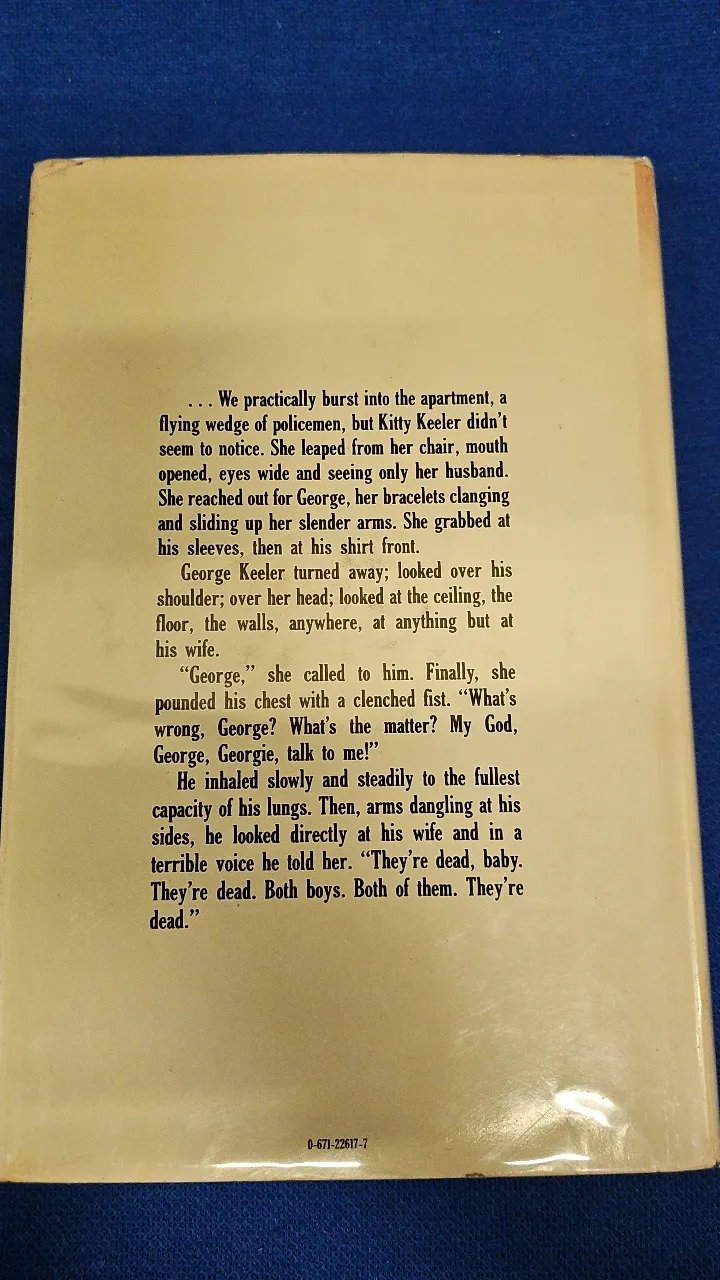 . . . We practically burst into the apartment, a
flying wedge of policemen, but Kitty Keeler didn't
seem to notice. She leaped from her chair, mouth
opened, eyes wide and seeing only her husband.
She reached out for George, her bracelets clanging
and sliding up her slender arms. She grabbed at
his sleeves, then at his shirt front.
George Keeler turned away; looked over his
shoulder; over her head; looked at the ceiling, the
floor, the walls, anywhere, at anything but at
his wife.
“George,” she called to him. Finally, she
pounded his chest with a clenched fist. “What's
wrong, George? What's the matter? My God,
George, Georgie, talk to me!”
He inhaled slowly and steadily to the fullest
capacity of his lungs. Then, arms dangling at his
sides, he looked directly at his wife and in a
terrible voice he told her. “They're dead, baby.
They're dead. Both boys. Both of them. They're
dead.”
0-671-22617-7